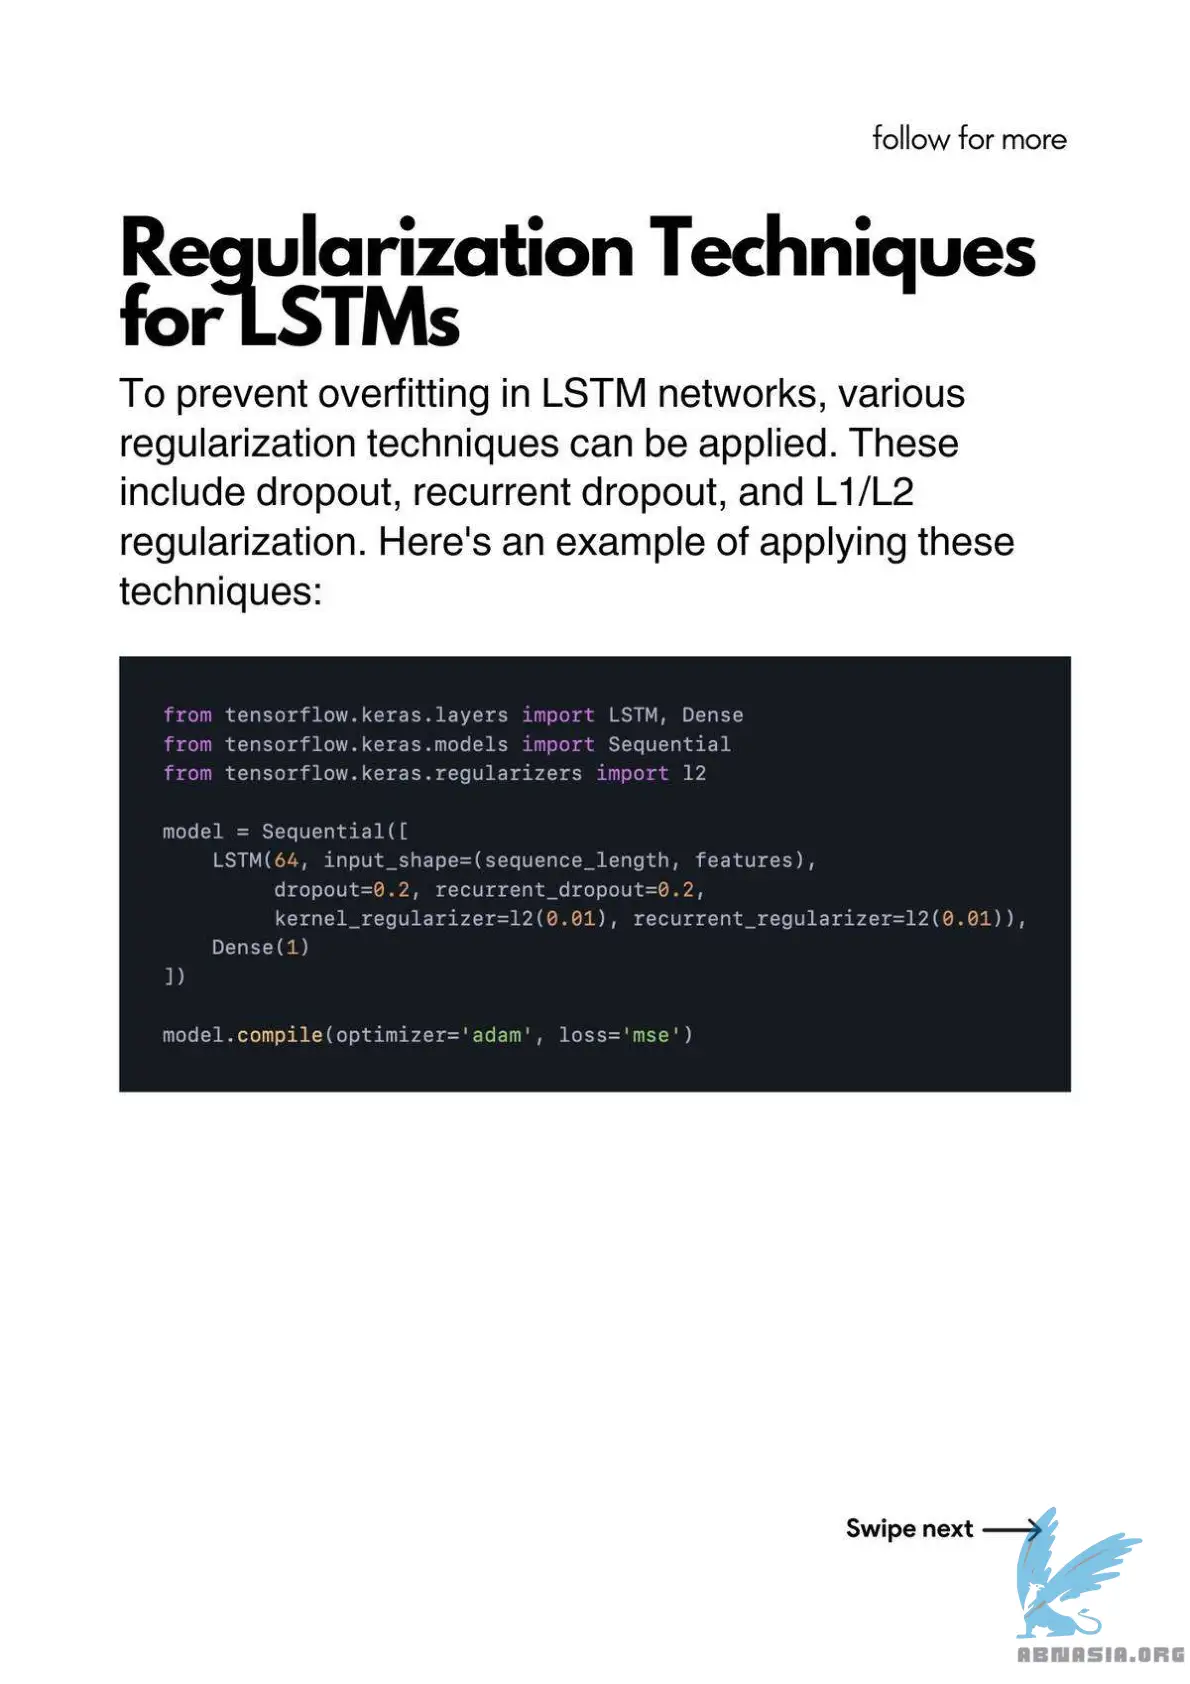 follow for more
Regularization Techniques
for LSTMs
To prevent overfitting in LSTM networks, various
regularization techniques can be applied. These
include dropout, recurrent dropout, and L1/L2
regularization. Here's an example of applying these
techniques:
from tensorflow.keras.layers import LSTM, Dense
from tensorflow.keras.models import Sequential
from tensorflow.keras.regularizers import l2
model = Sequential([
    LSTM(64, input_shape=(sequence_length, features),
         dropout=0.2, recurrent_dropout=0.2,
         kernel_regularizer=l2(0.01), recurrent_regularizer=l2(0.01)),
    Dense(1)
])
model.compile(optimizer='adam', loss='mse')
Swipe next
ABNASIA.ORG